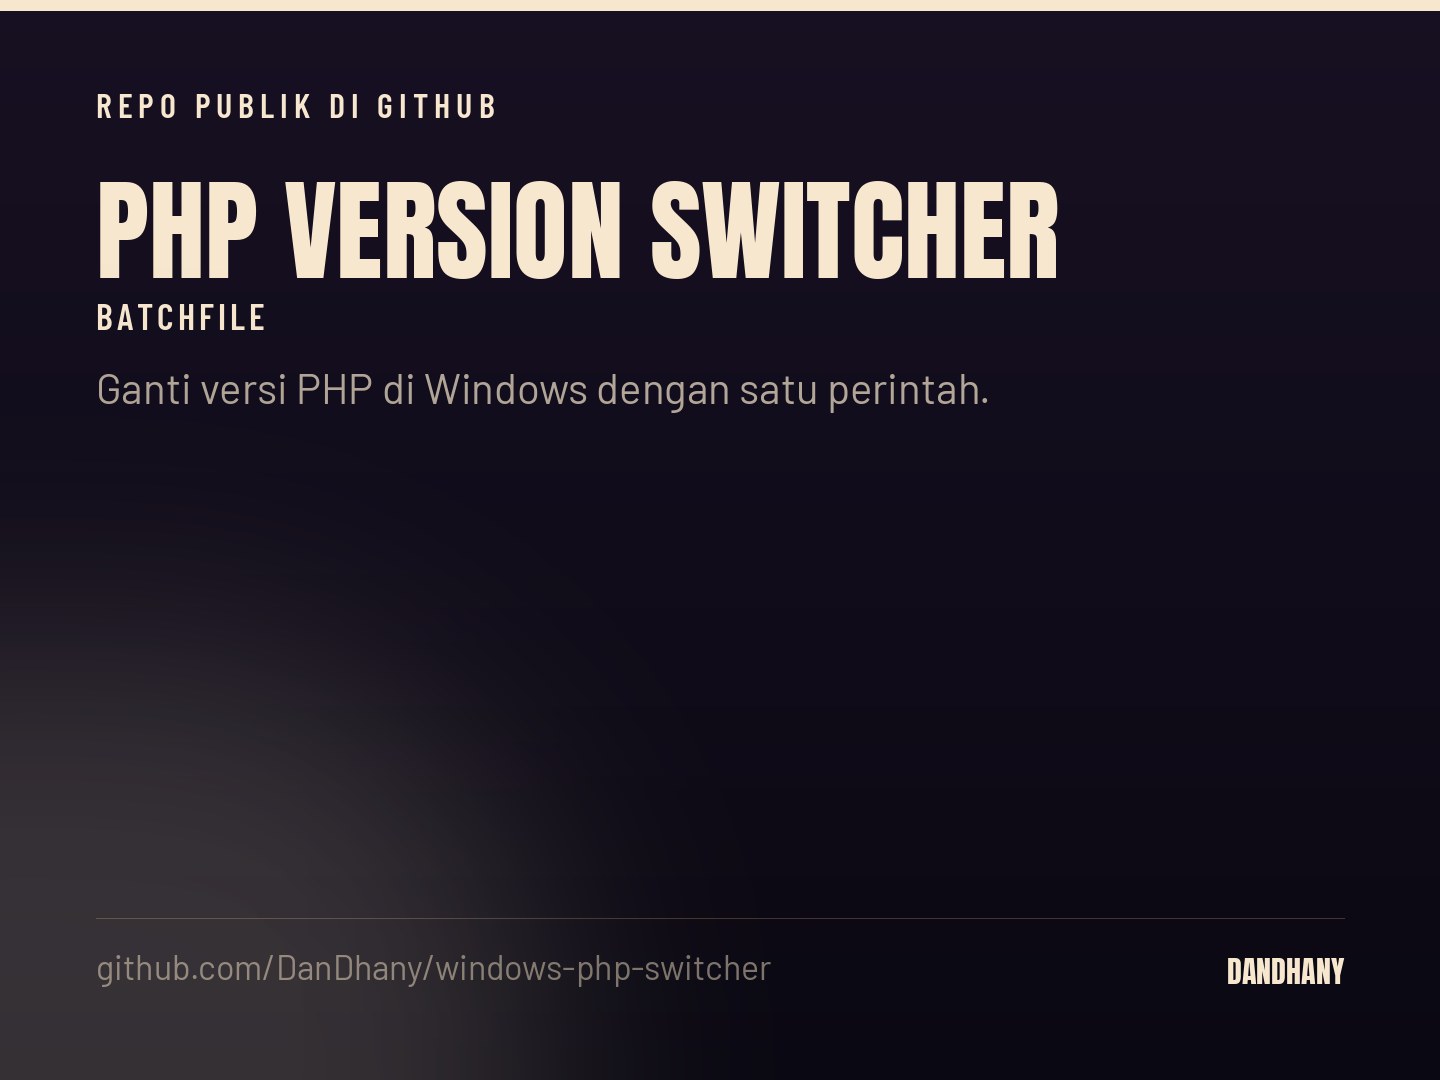 REPO PUBLIK DI GITHUB
PHP VERSION SWITCHER
BATCHFILE
Ganti versi PHP di Windows dengan satu perintah.
github.com/DanDhany/windows-php-switcher
DANDHANY